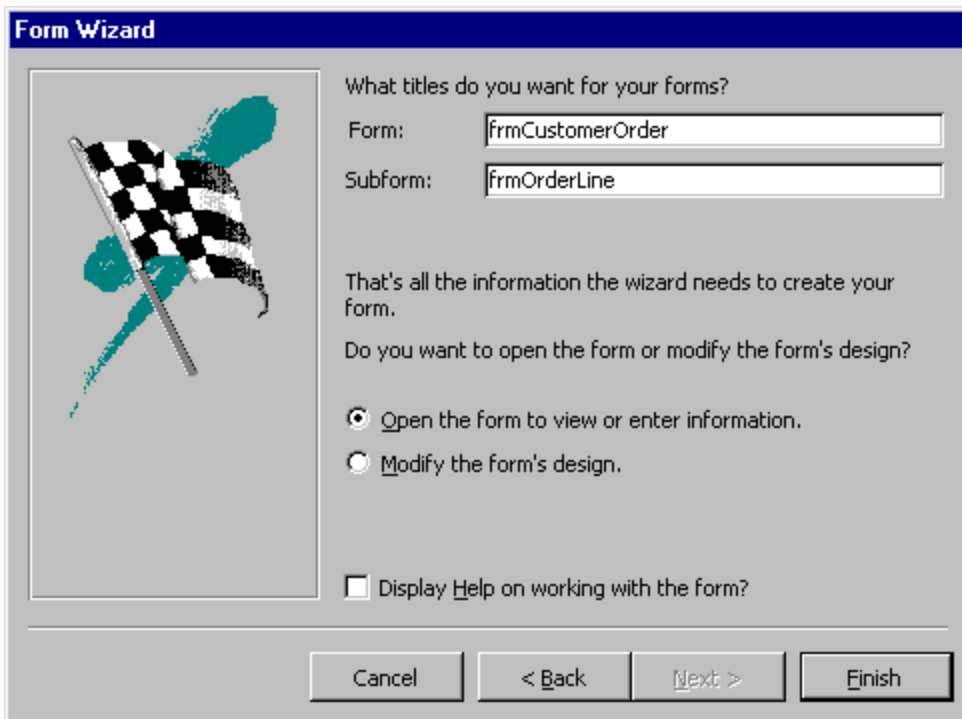 Form Wizard
What titles do you want for your forms?
Form: frmCustomerOrder
Subform: frmOrderLine
That's all the information the wizard needs to create your
form.
Do you want to open the form or modify the form's design?
Open the form to view or enter information.
Modify the form's design.
Display Help on working with the form?
Cancel < Back Next > Finish